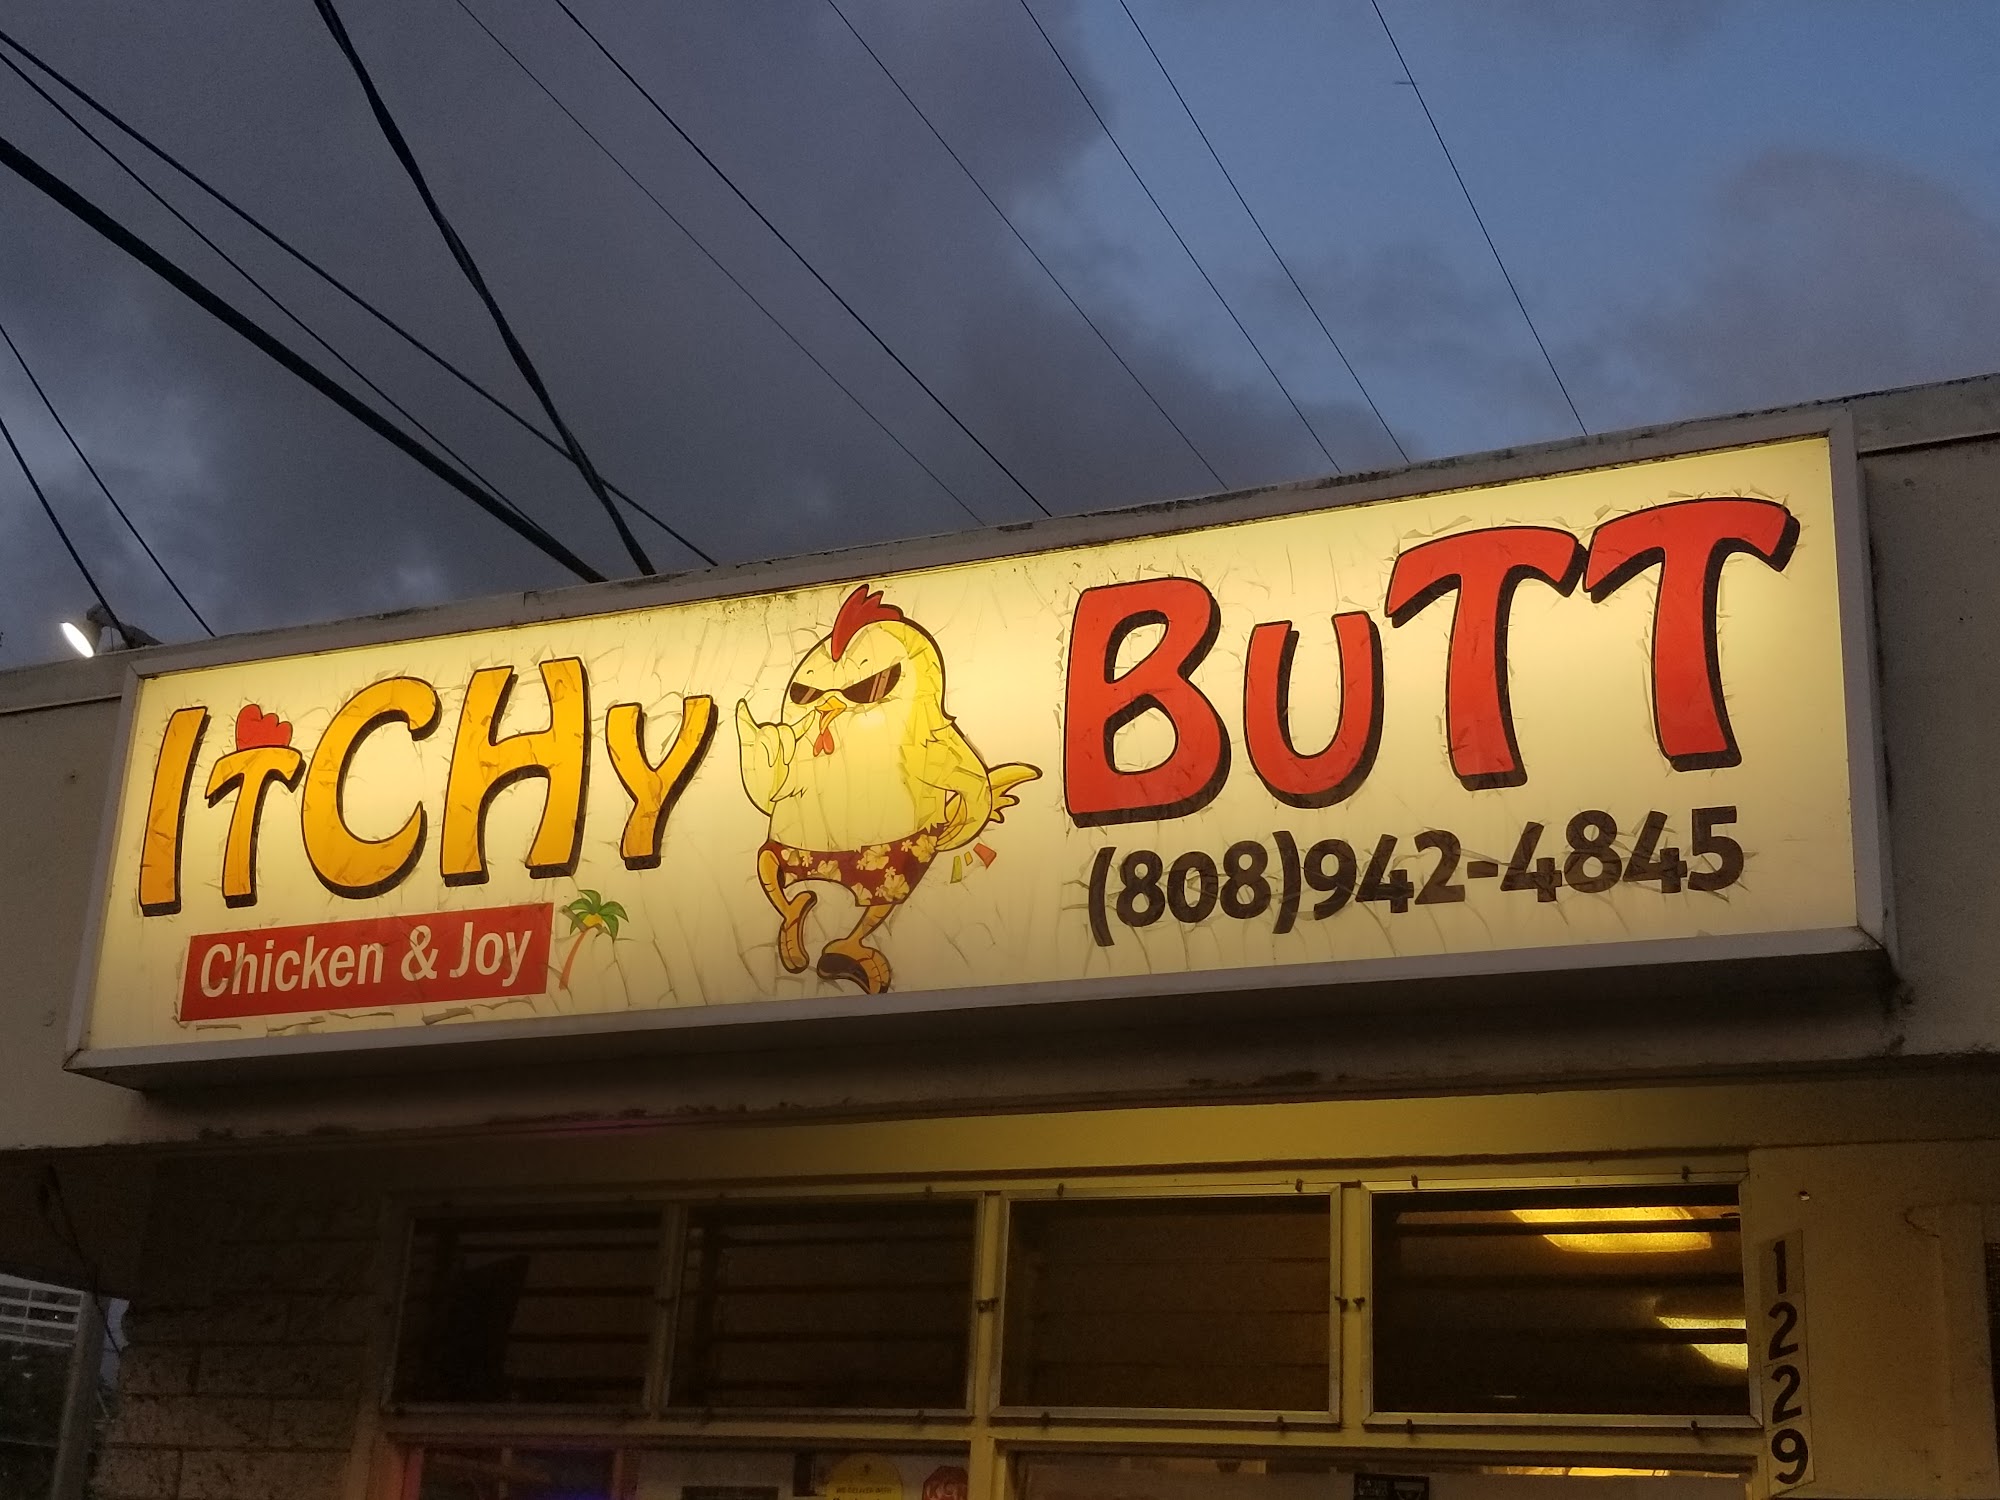 ITCHY BUTT
Chicken & Joy
(808)942-4845
1229